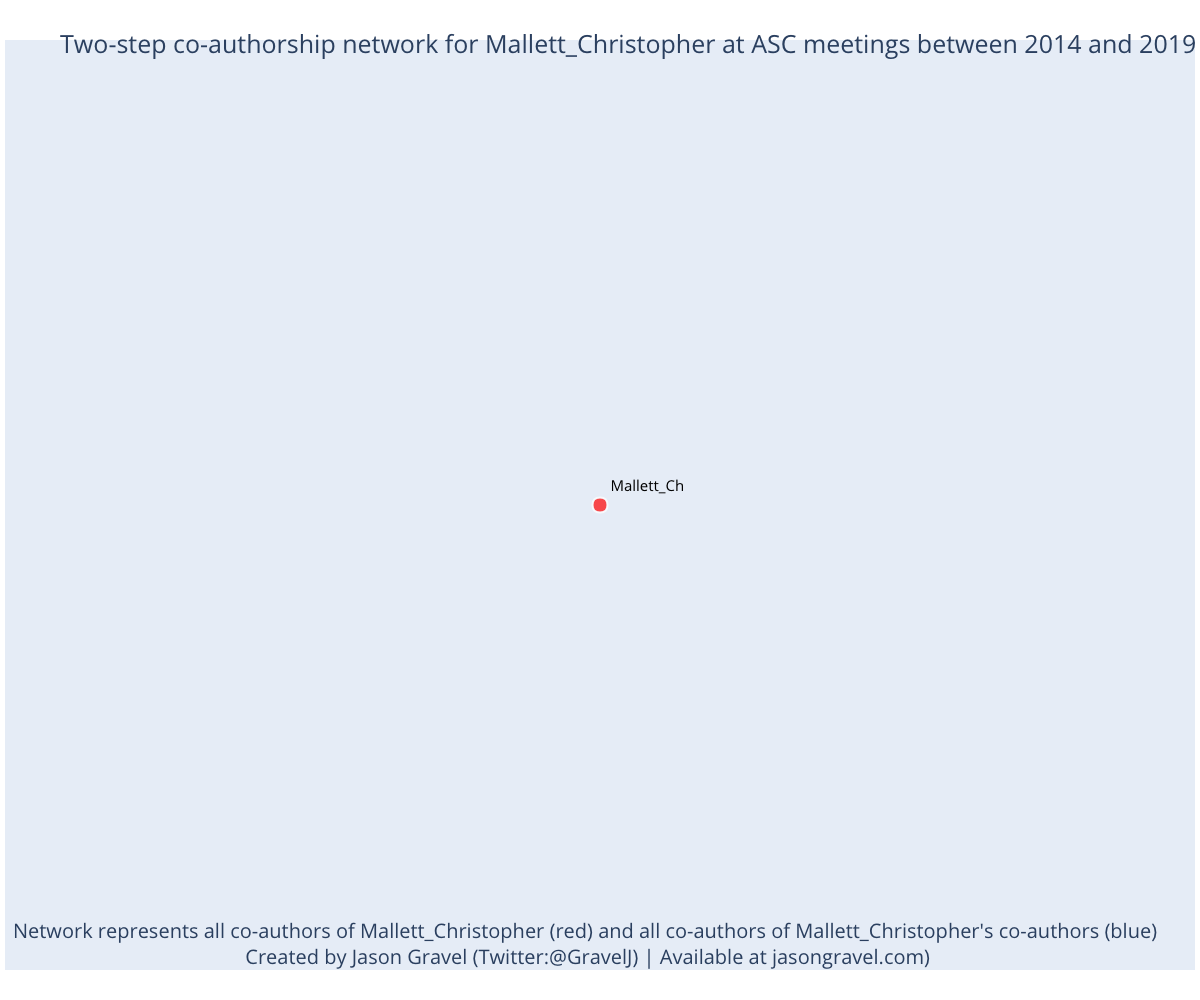 Two-step co-authorship network for Mallett_Christopher at ASC meetings between 2014 and 2019
Mallett_Ch
Network represents all co-authors of Mallett_Christopher (red) and all co-authors of Mallett_Christopher's co-authors (blue)
Created by Jason Gravel (Twitter:@GravelJ) | Available at jasongravel.com)